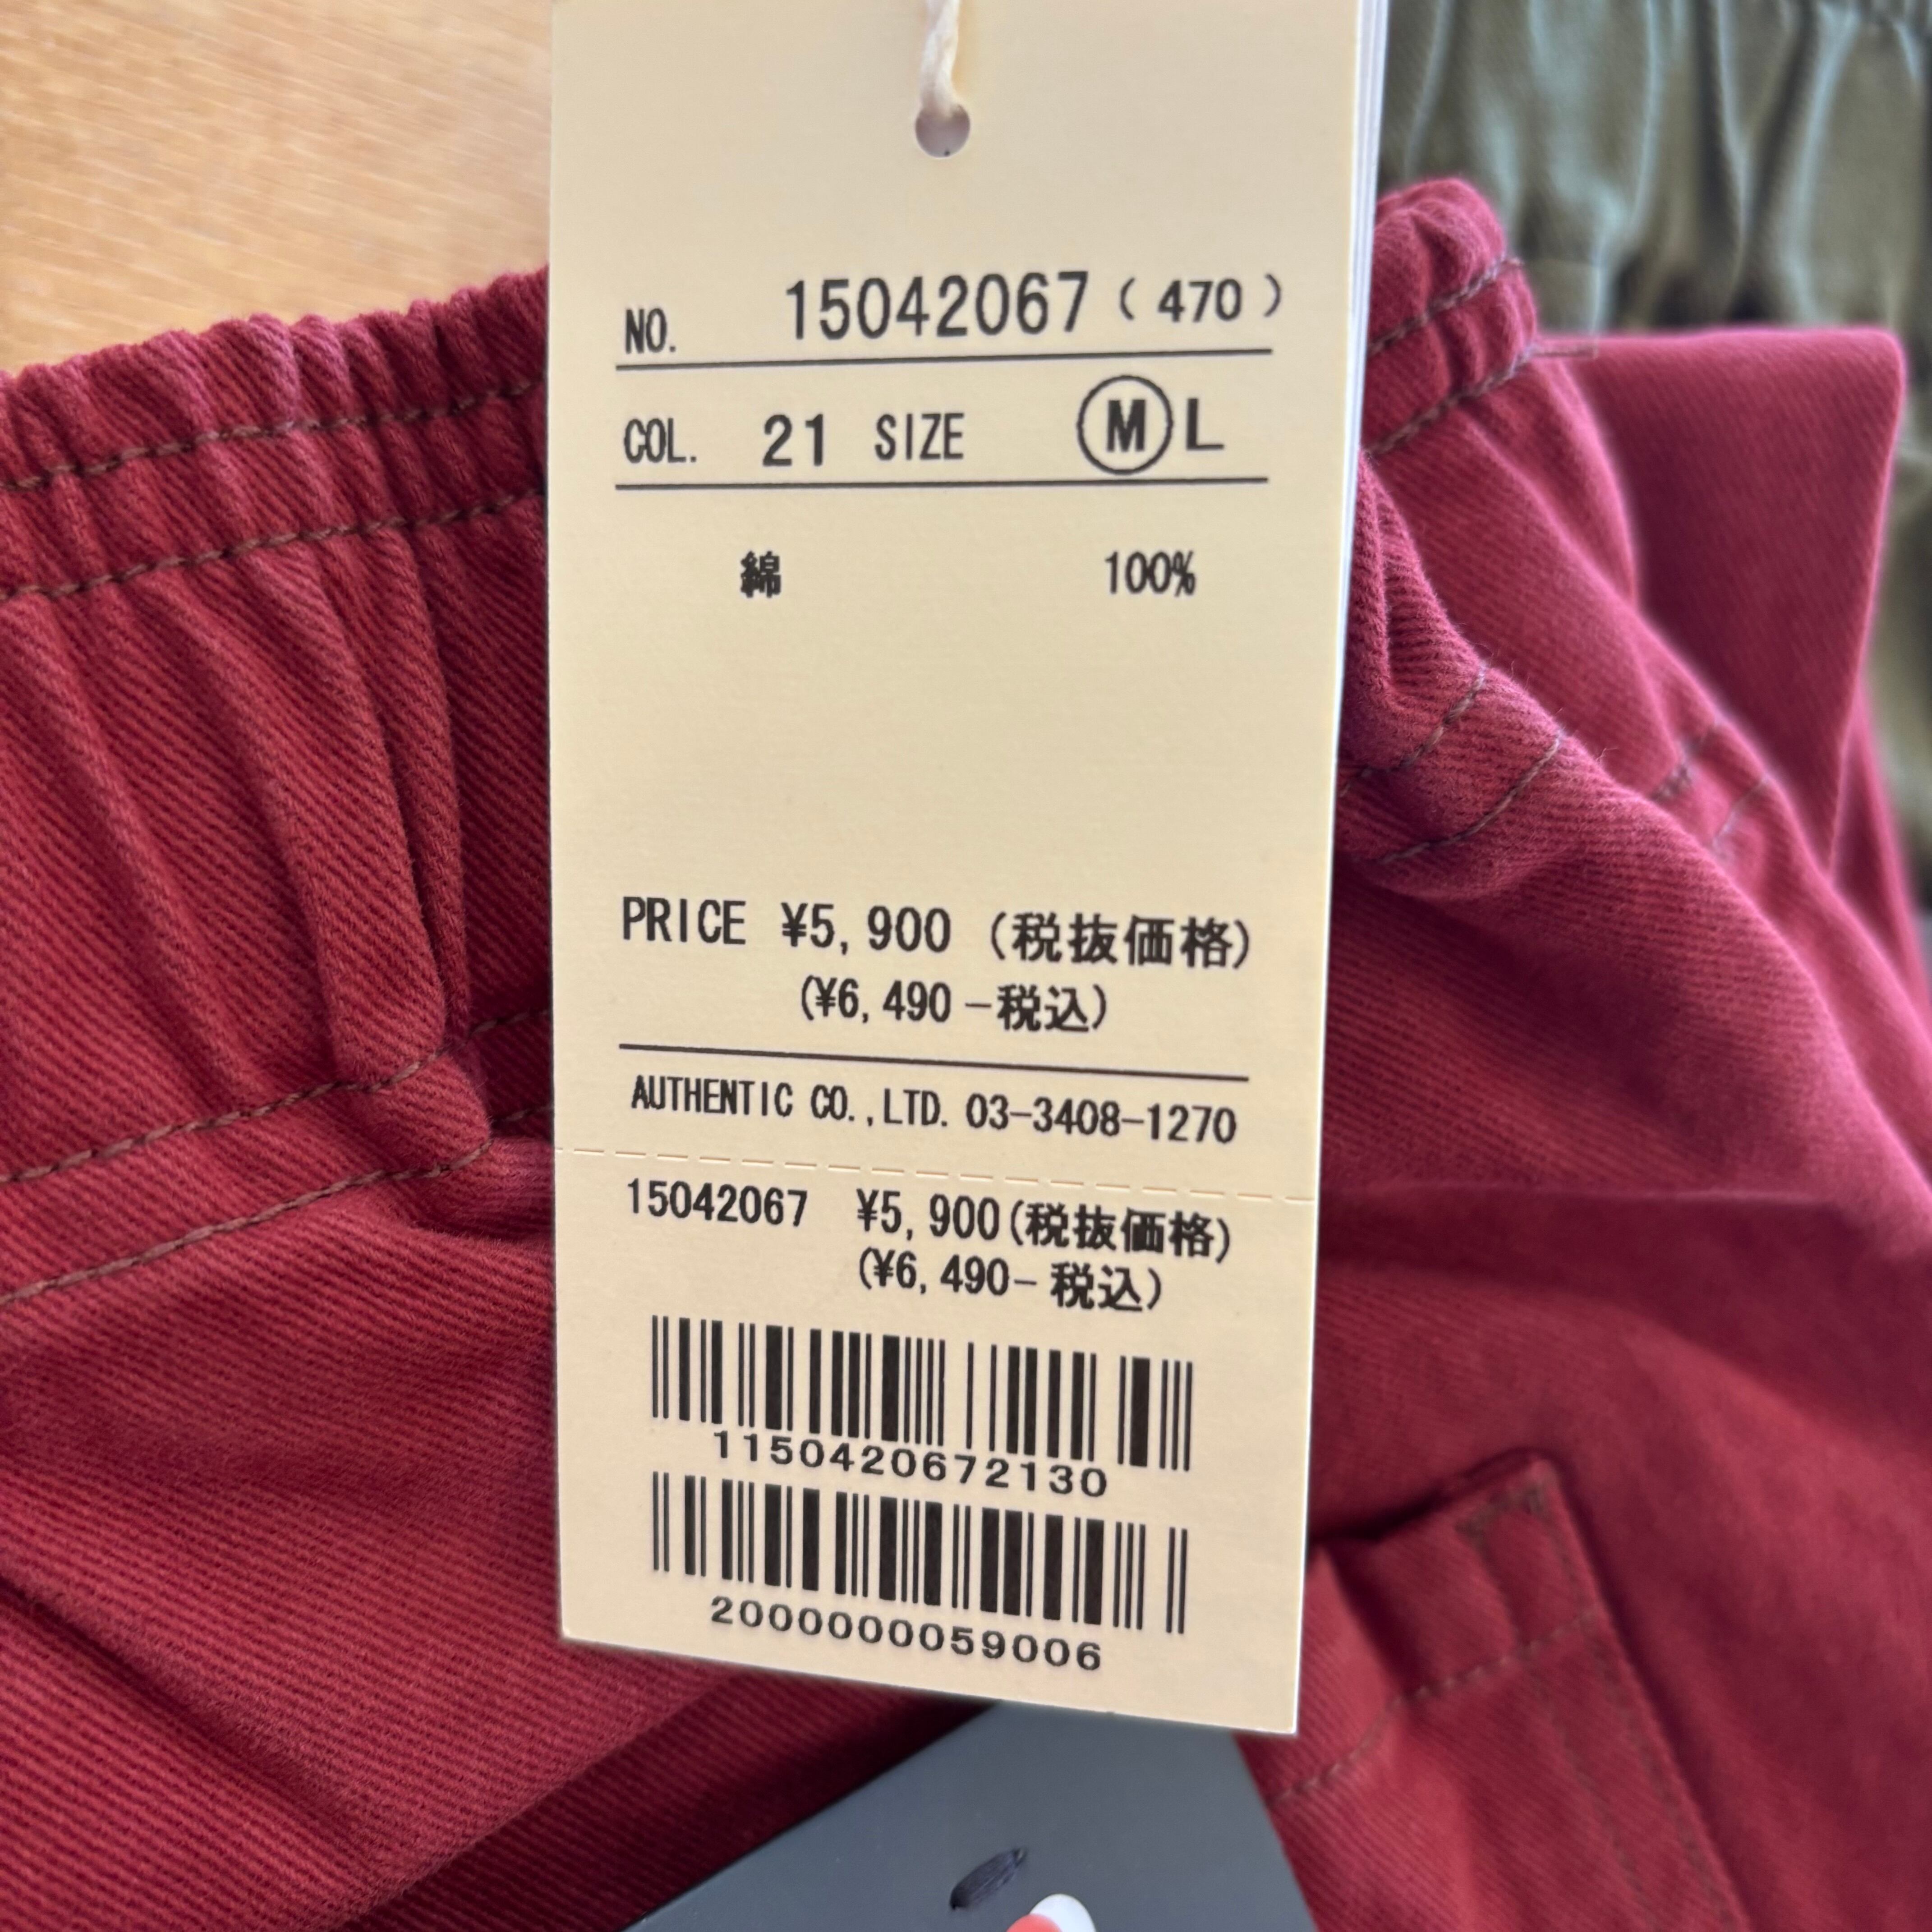 NO. 15042067 ( 470 )
COL. 21 SIZE M L
綿 100%
PRICE ¥5,900 (税抜価格)
(¥6,490-税込)
AUTHENTIC CO.,LTD. 03-3408-1270
15042067 ¥5,900(税抜価格)
(¥6,490-税込)
1150420672130
2000000059006